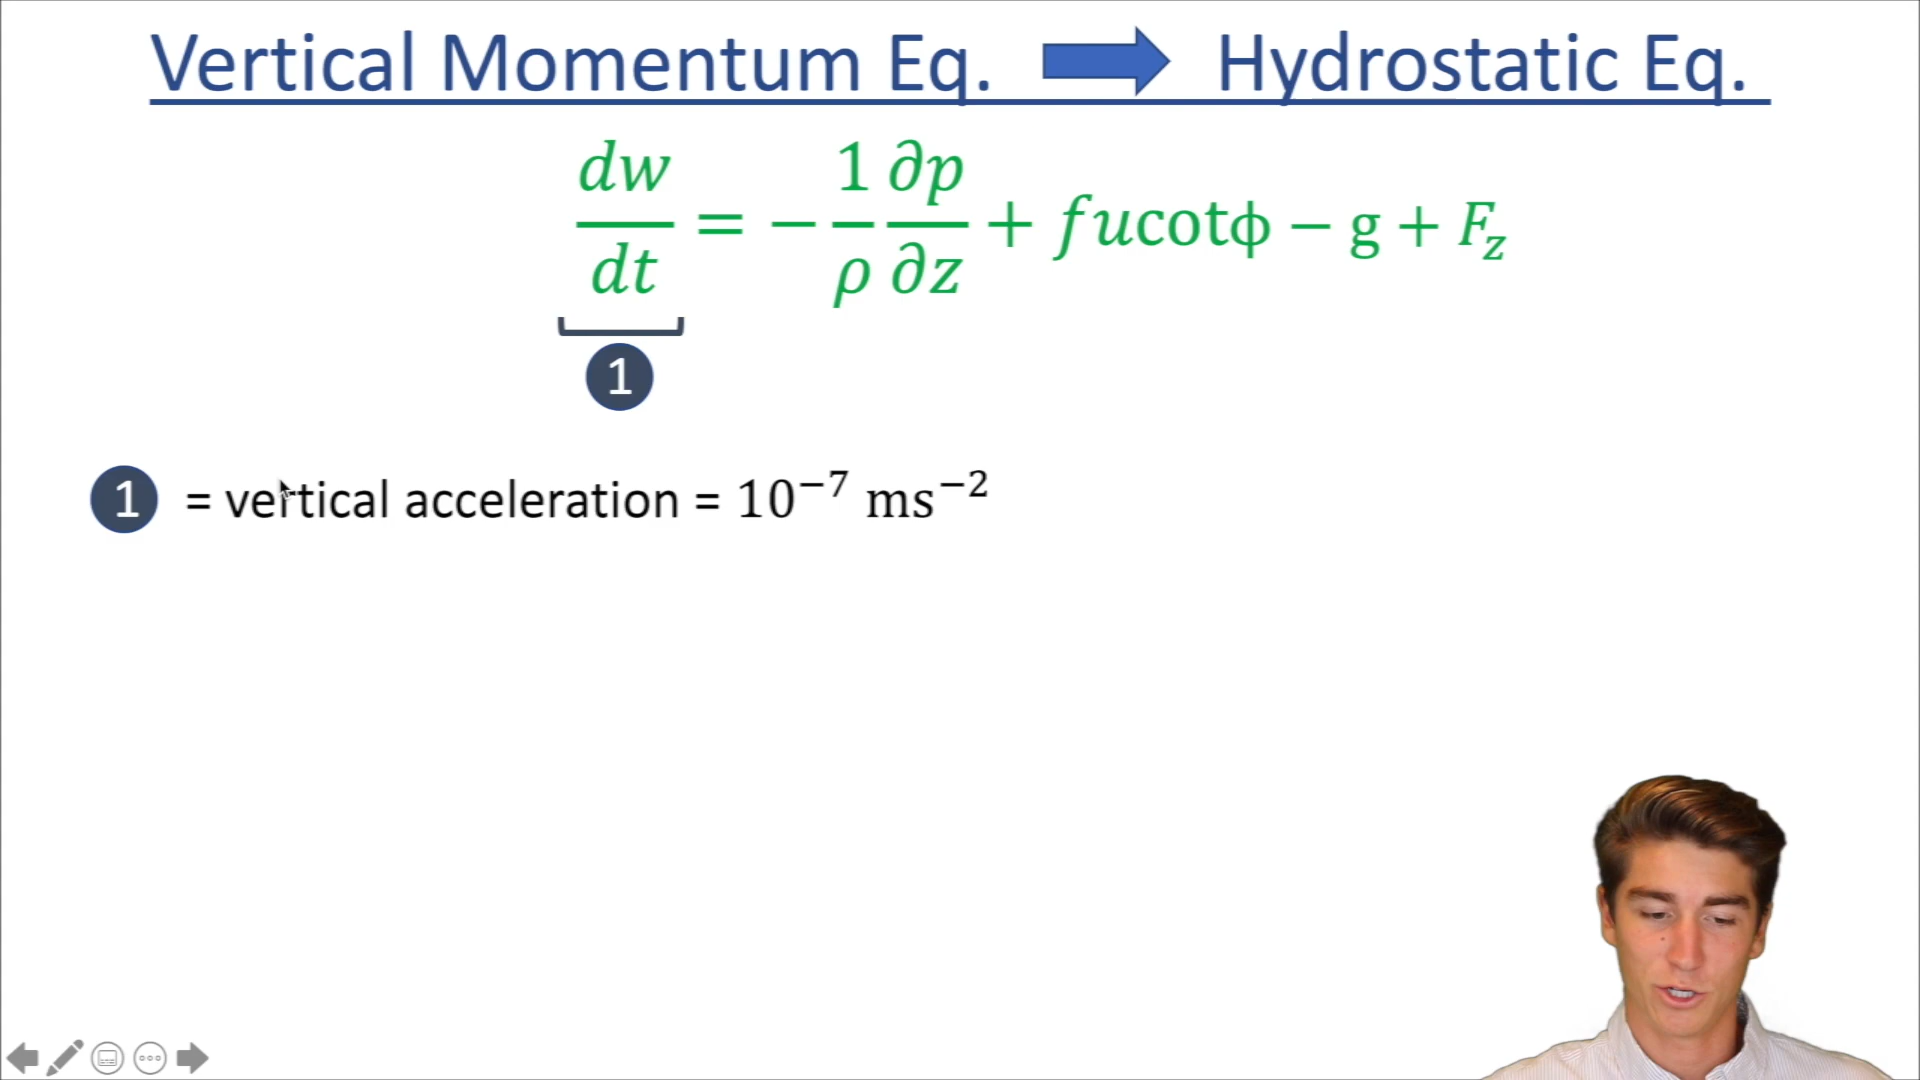 Vertical Momentum Eq. Hydrostatic Eq.
dw/dt = − 1/ρ ∂p/∂z + fucotϕ − g + F_z
1
1 = vertical acceleration = 10⁻⁷ ms⁻²